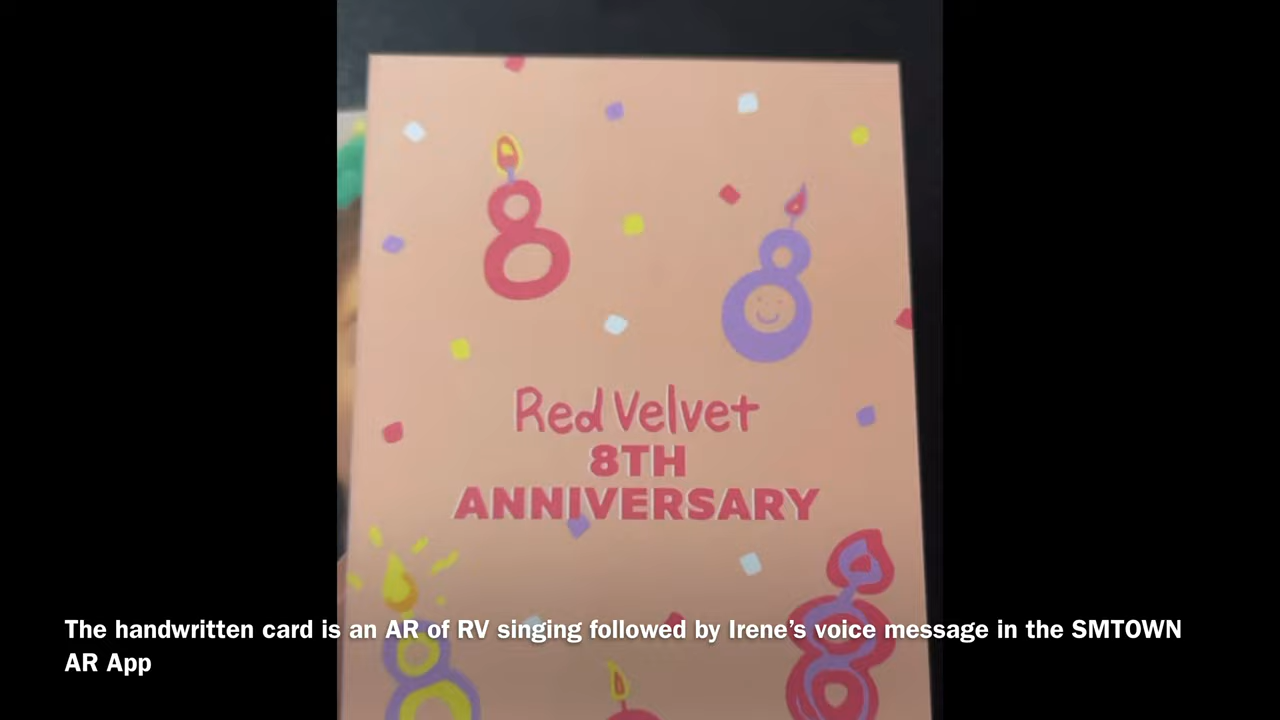 Red Velvet
8TH
ANNIVERSARY
The handwritten card is an AR of RV singing followed by Irene’s voice message in the SMTOWN
AR App